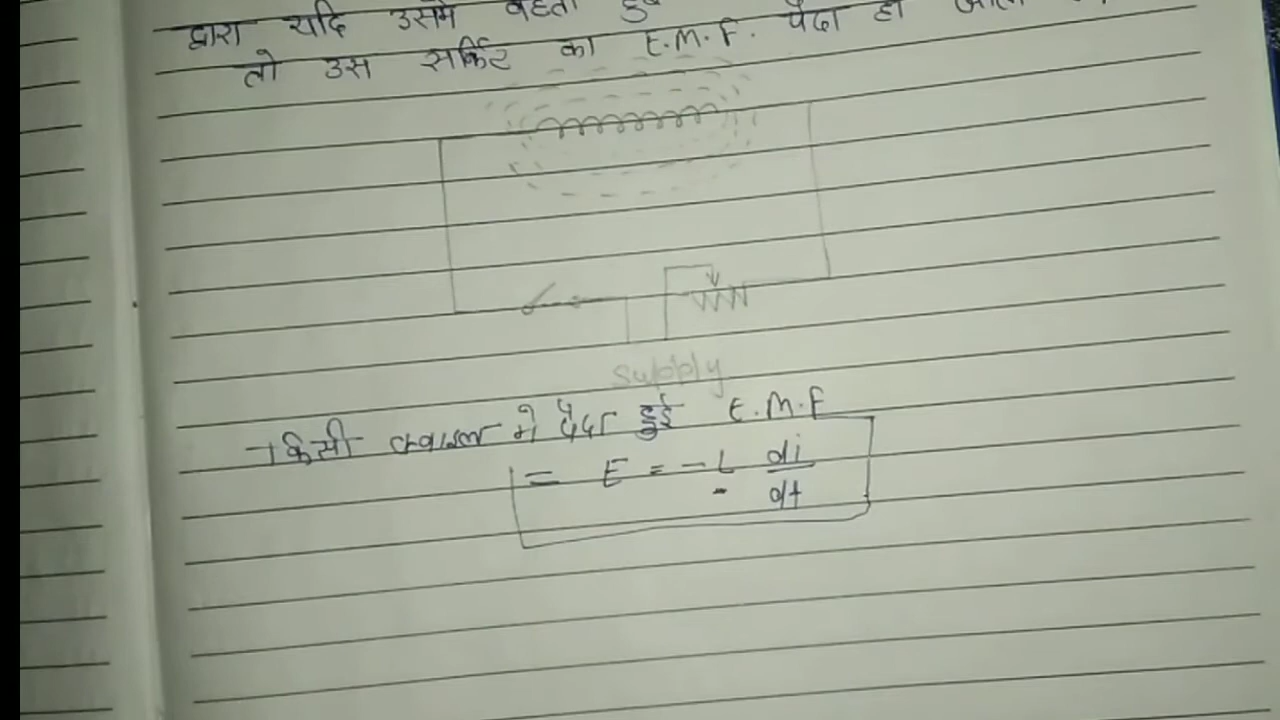 द्वारा यदि उसमे बहता
तो उस सर्किट का E.M.F. पैदा हो
supply
→ किसी क्वायल मे पैदा हुई E.M.F
= E = -L di/dt